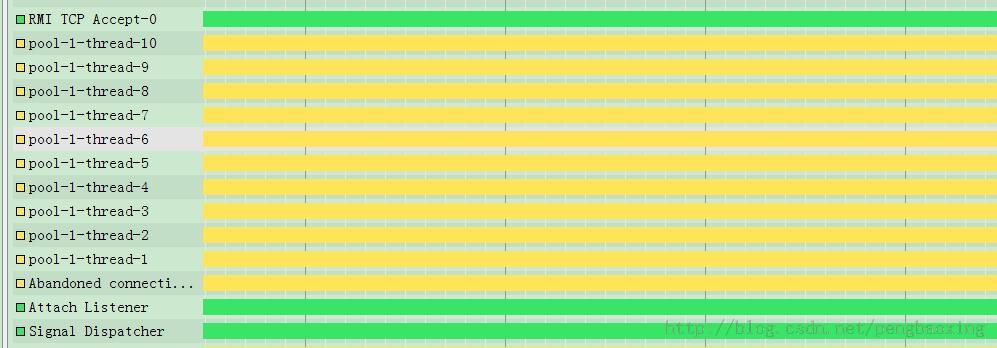 RMI TCP Accept-0
pool-1-thread-10
pool-1-thread-9
pool-1-thread-8
pool-1-thread-7
pool-1-thread-6
pool-1-thread-5
pool-1-thread-4
pool-1-thread-3
pool-1-thread-2
pool-1-thread-1
Abandoned connecti...
Attach Listener
Signal Dispatcher
http://blog.csdn.net/pengbaoxing